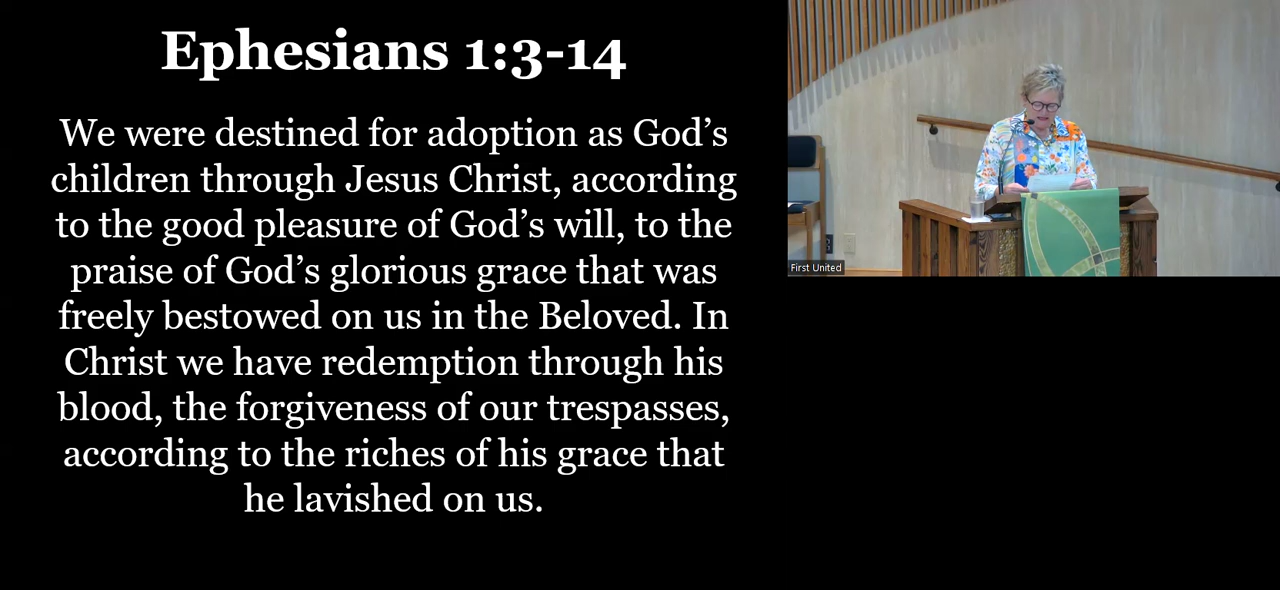 Ephesians 1:3-14
We were destined for adoption as God’s
children through Jesus Christ, according
to the good pleasure of God’s will, to the
praise of God’s glorious grace that was
freely bestowed on us in the Beloved. In
Christ we have redemption through his
blood, the forgiveness of our trespasses,
according to the riches of his grace that
he lavished on us.
First United